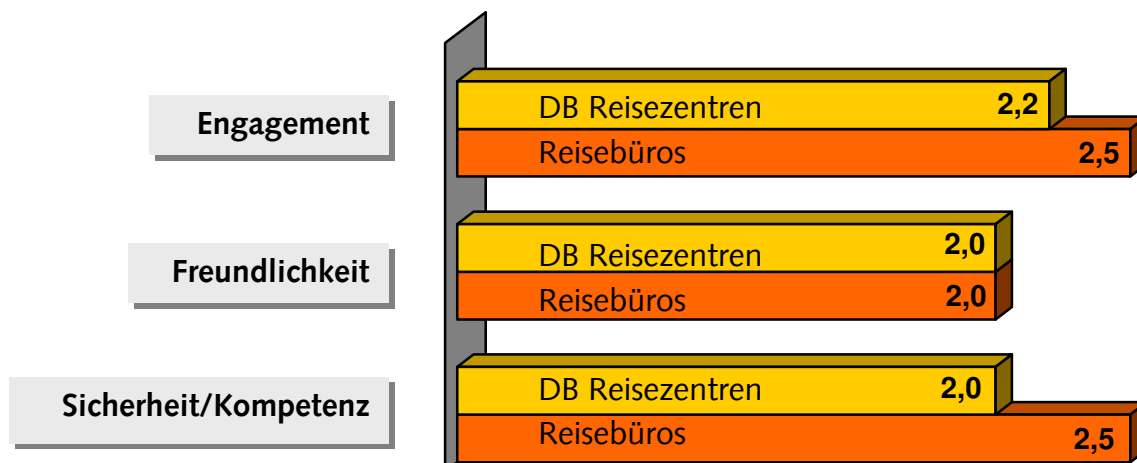 Engagement
DB Reisezentren 2,2
Reisebüros 2,5
Freundlichkeit
DB Reisezentren 2,0
Reisebüros 2,0
Sicherheit/Kompetenz
DB Reisezentren 2,0
Reisebüros 2,5